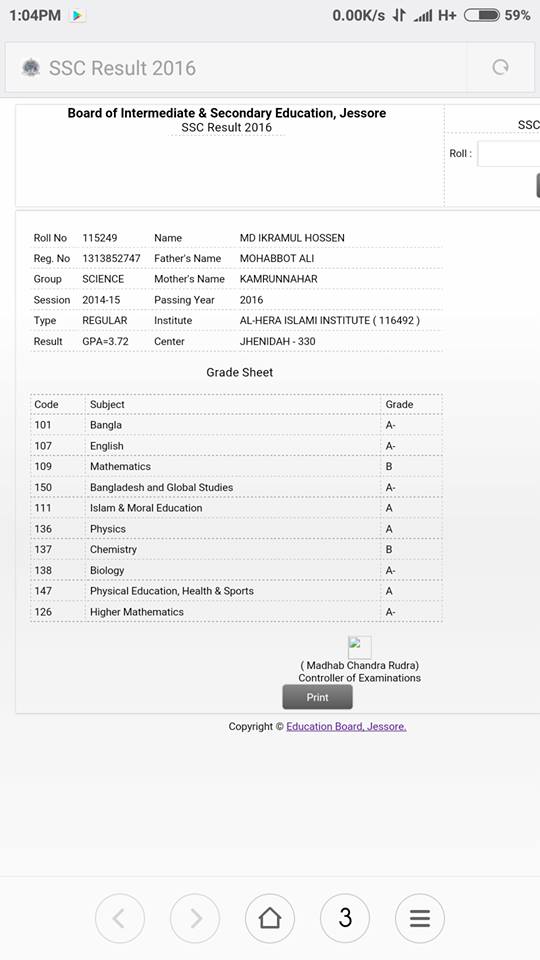 1:04PM 0.00K/s H+ 59%
SSC Result 2016
Board of Intermediate & Secondary Education, Jessore
SSC Result 2016
SSC
Roll :
Roll No 115249 Name MD IKRAMUL HOSSEN
Reg. No 1313852747 Father's Name MOHABBOT ALI
Group SCIENCE Mother's Name KAMRUNNAHAR
Session 2014-15 Passing Year 2016
Type REGULAR Institute AL-HERA ISLAMI INSTITUTE ( 116492 )
Result GPA=3.72 Center JHENIDAH - 330
Grade Sheet
Code Subject Grade
101 Bangla A-
107 English A-
109 Mathematics B
150 Bangladesh and Global Studies A-
111 Islam & Moral Education A
136 Physics A
137 Chemistry B
138 Biology A-
147 Physical Education, Health & Sports A
126 Higher Mathematics A-
( Madhab Chandra Rudra)
Controller of Examinations
Print
Copyright © Education Board, Jessore.
3